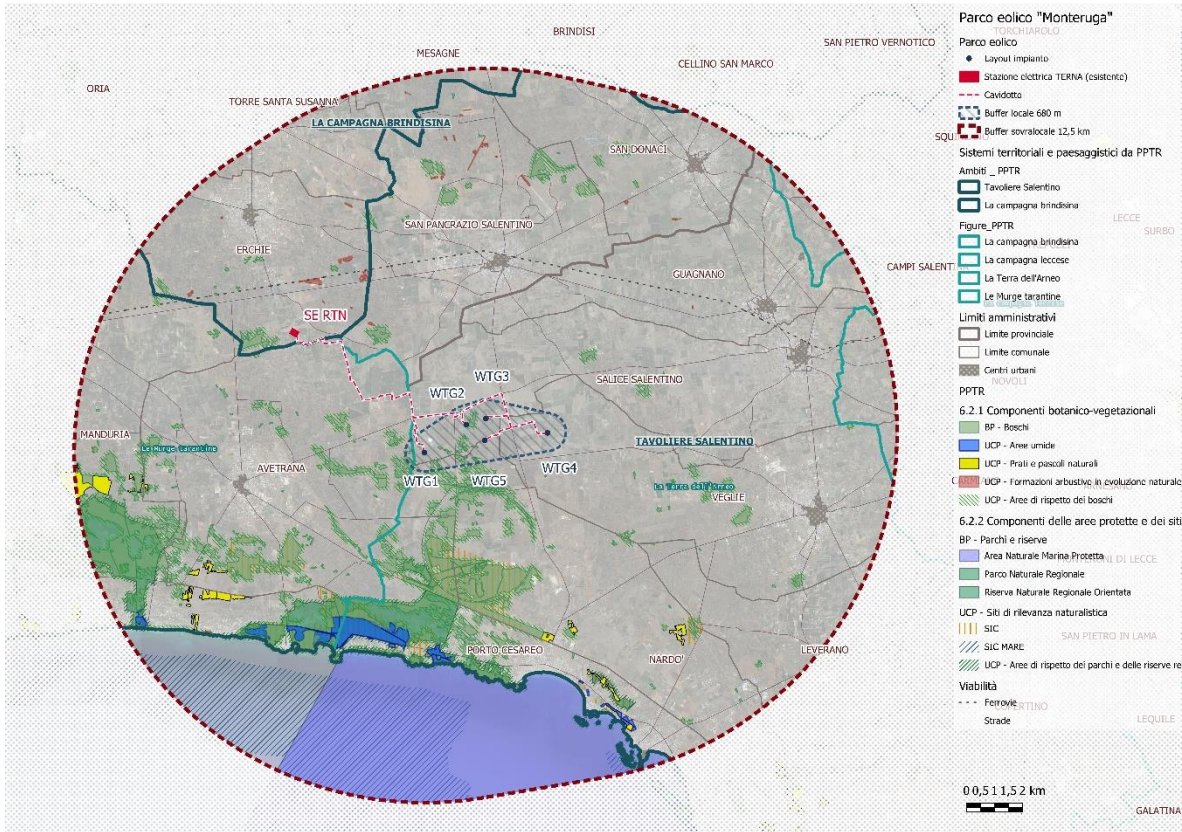 BRINDISI
MESAGNE
SAN PIETRO VERNOTICO
CELLINO SAN MARCO
ORIA
TORRE SANTA SUSANNA
LA CAMPAGNA BRINDISINA
SAN DONACI
SAN PANCRAZIO SALENTINO
ERCHIE
GUAGNANO
CAMPI SALENTI
SE RTN
WTG3
WTG2
SALICE SALENTINO
MANDURIA
Le Murge tarantine
TAVOLIERE SALENTINO
AVETRANA
WTG1
WTG5
WTG4
La Terra dell'Arneo
VEGLIE
PORTO CESAREO
NARDO'
LEVERANO
Parco eolico "Monteruga"
TORCHIAROLO
Parco eolico
Layout impianto
Stazione elettrica TERNA (esistente)
Cavidotto
Buffer locale 680 m
Buffer sovralocale 12,5 km
Sistemi territoriali e paesaggistici da PPTR
Ambiti _ PPTR
Tavoliere Salentino
La campagna brindisina
LECCE
Figure_PPTR
SURBO
La campagna brindisina
La campagna leccese
La Terra dell'Arneo
Le Murge tarantine
Limiti amministrativi
Limite provinciale
Limite comunale
Centri urbani
NOVOLI
PPTR
6.2.1 Componenti botanico-vegetazionali
BP - Boschi
UCP - Aree umide
UCP - Prati e pascoli naturali
UCP - Formazioni arbustive in evoluzione naturale
UCP - Aree di rispetto dei boschi
6.2.2 Componenti delle aree protette e dei siti
BP - Parchi e riserve
Area Naturale Marina Protetta
Parco Naturale Regionale
Riserva Naturale Regionale Orientata
UCP - Siti di rilevanza naturalistica
SIC
SAN PIETRO IN LAMA
SIC MARE
UCP - Aree di rispetto dei parchi e delle riserve re
Viabilità
Ferrovie
Strade
LEQUILE
0 0,5 1 1,5 2 km
GALATINA